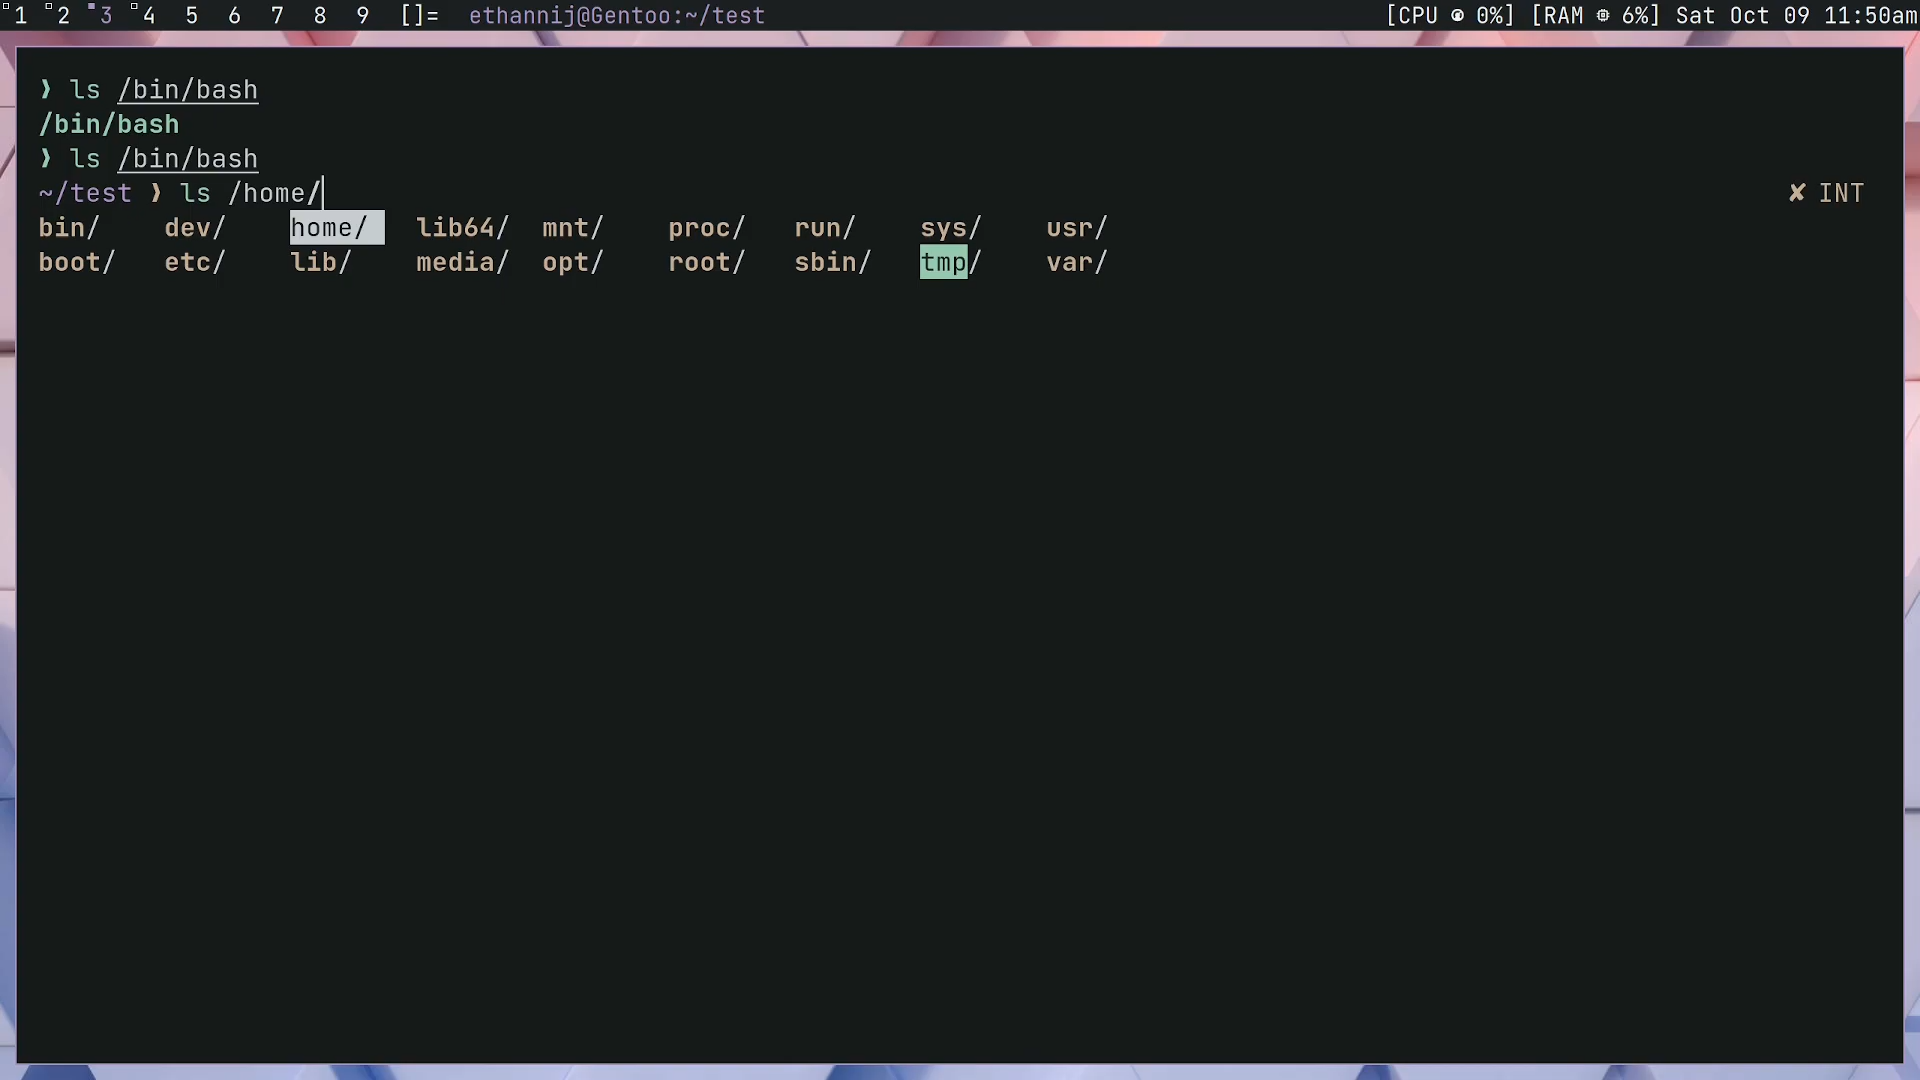 1 2 3 4 5 6 7 8 9 []= ethannij@Gentoo:~/test [CPU 0%] [RAM 6%] Sat Oct 09 11:50am
❯ ls /bin/bash
/bin/bash
❯ ls /bin/bash
~/test ❯ ls /home/ ✘ INT
bin/ dev/ home/ lib64/ mnt/ proc/ run/ sys/ usr/
boot/ etc/ lib/ media/ opt/ root/ sbin/ tmp/ var/